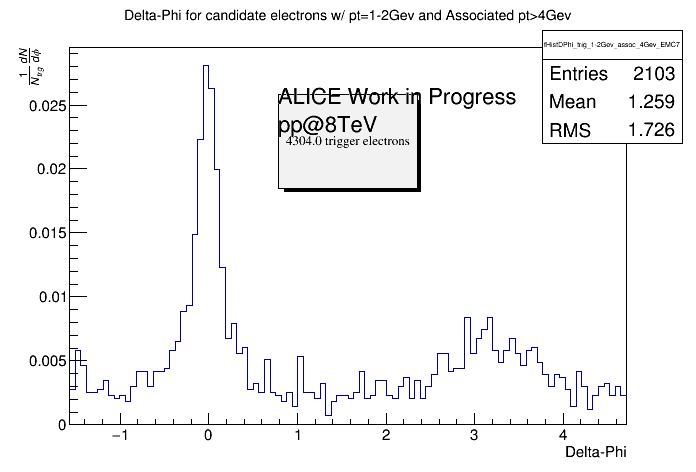 Delta-Phi for candidate electrons w/ pt=1-2Gev and Associated pt>4Gev
fHistDPhi_trig_1-2Gev_assoc_4Gev_EMC7
Entries 2103
Mean 1.259
RMS 1.726
ALICE Work in Progress
pp@8TeV
4304.0 trigger electrons
1/N_trg dN/dϕ
0.025
0.02
0.015
0.01
0.005
0
−1 0 1 2 3 4
Delta-Phi